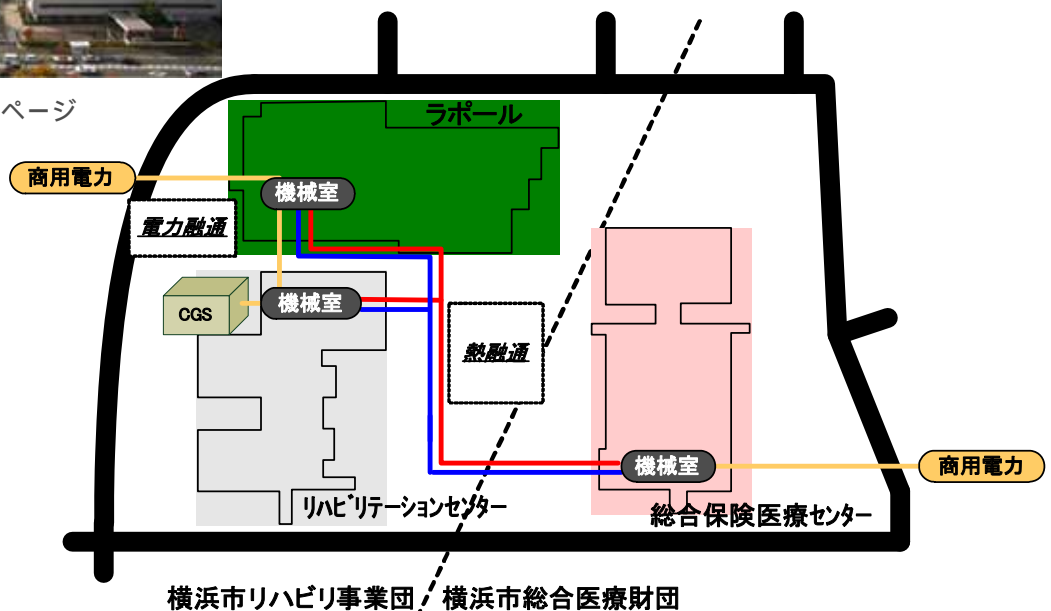 ページ
ラポール
商用電力
機械室
電力融通
CGS
機械室
熱融通
機械室
商用電力
リハビリテーションセンター
総合保険医療センター
横浜市リハビリ事業団
横浜市総合医療財団